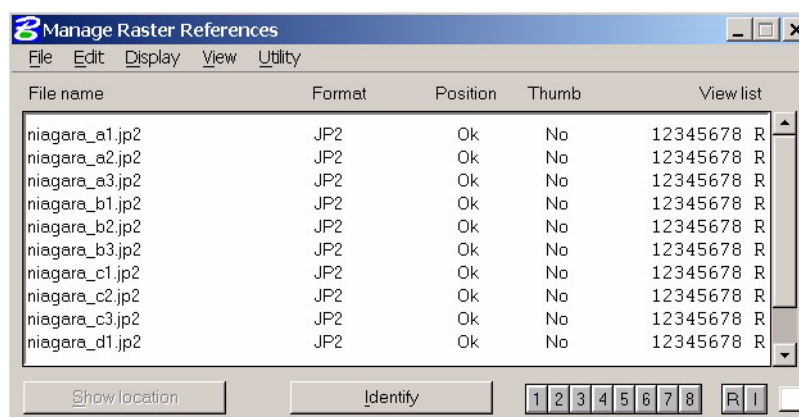 Manage Raster References
File Edit Display View Utility
File name Format Position Thumb View list
niagara_a1.jp2 JP2 Ok No 12345678 R
niagara_a2.jp2 JP2 Ok No 12345678 R
niagara_a3.jp2 JP2 Ok No 12345678 R
niagara_b1.jp2 JP2 Ok No 12345678 R
niagara_b2.jp2 JP2 Ok No 12345678 R
niagara_b3.jp2 JP2 Ok No 12345678 R
niagara_c1.jp2 JP2 Ok No 12345678 R
niagara_c2.jp2 JP2 Ok No 12345678 R
niagara_c3.jp2 JP2 Ok No 12345678 R
niagara_d1.jp2 JP2 Ok No 12345678 R
Show location Identify 1 2 3 4 5 6 7 8 R I